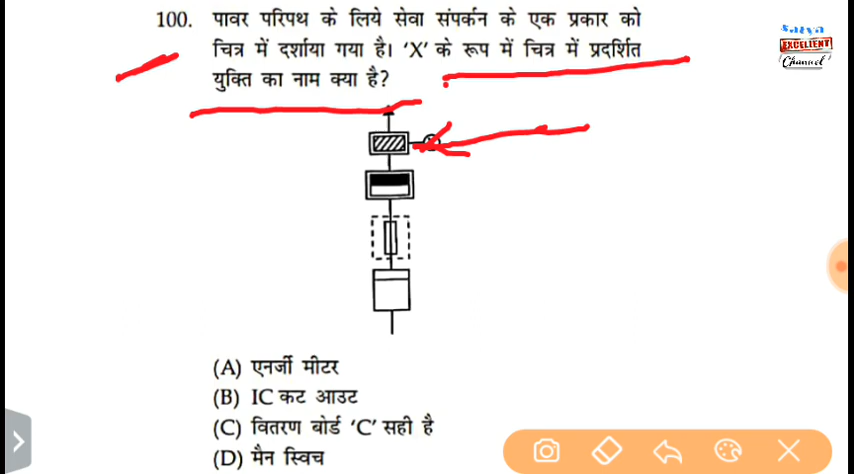 100. पावर परिपथ के लिये सेवा संपर्कन के एक प्रकार को
चित्र में दर्शाया गया है। ‘X’ के रूप में चित्र में प्रदर्शित
युक्ति का नाम क्या है?
Satya
EXCELLENT
Channel
(A) एनर्जी मीटर
(B) IC कट आउट
(C) वितरण बोर्ड ‘C’ सही है
(D) मैन स्विच